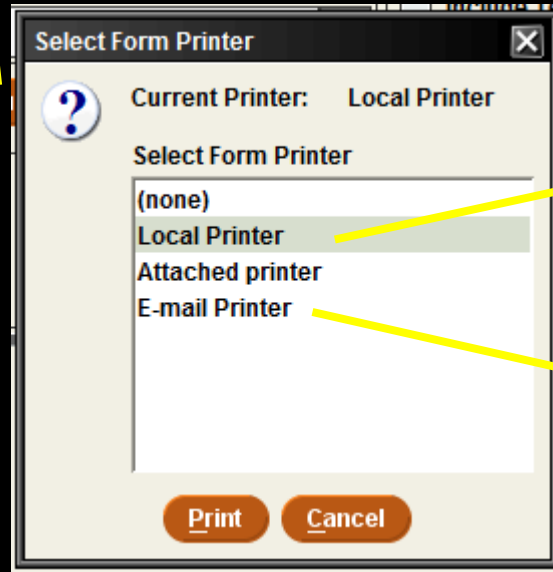 Select Form Printer
Current Printer: Local Printer
Select Form Printer
(none)
Local Printer
Attached printer
E-mail Printer
Print Cancel